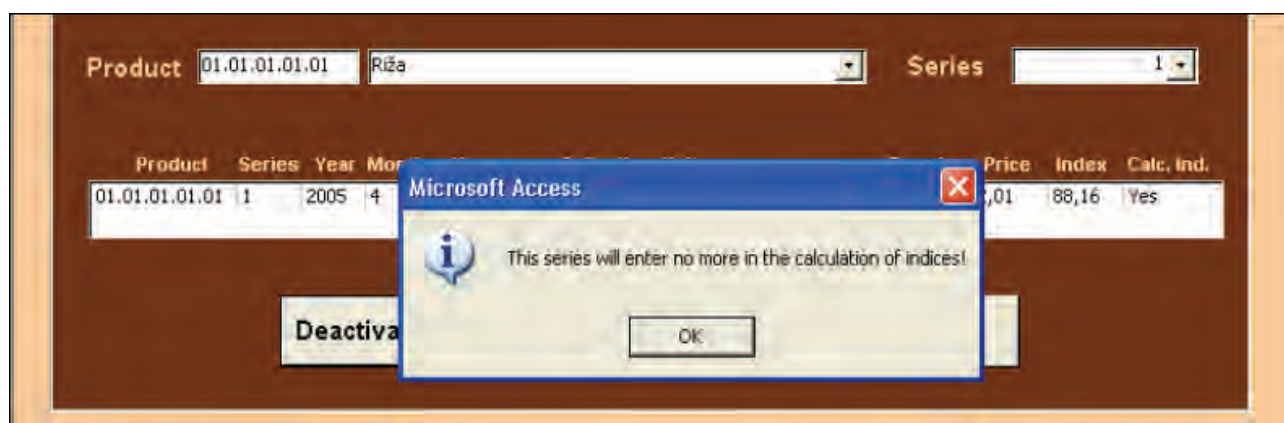 Product 01.01.01.01.01 Riža Series 1
Product Series Year Price Index Calc. Ind.
01.01.01.01.01 1 2005 4 ,01 88,16 Yes
Microsoft Access
This series will enter no more in the calculation of indices!
OK
Deactiva